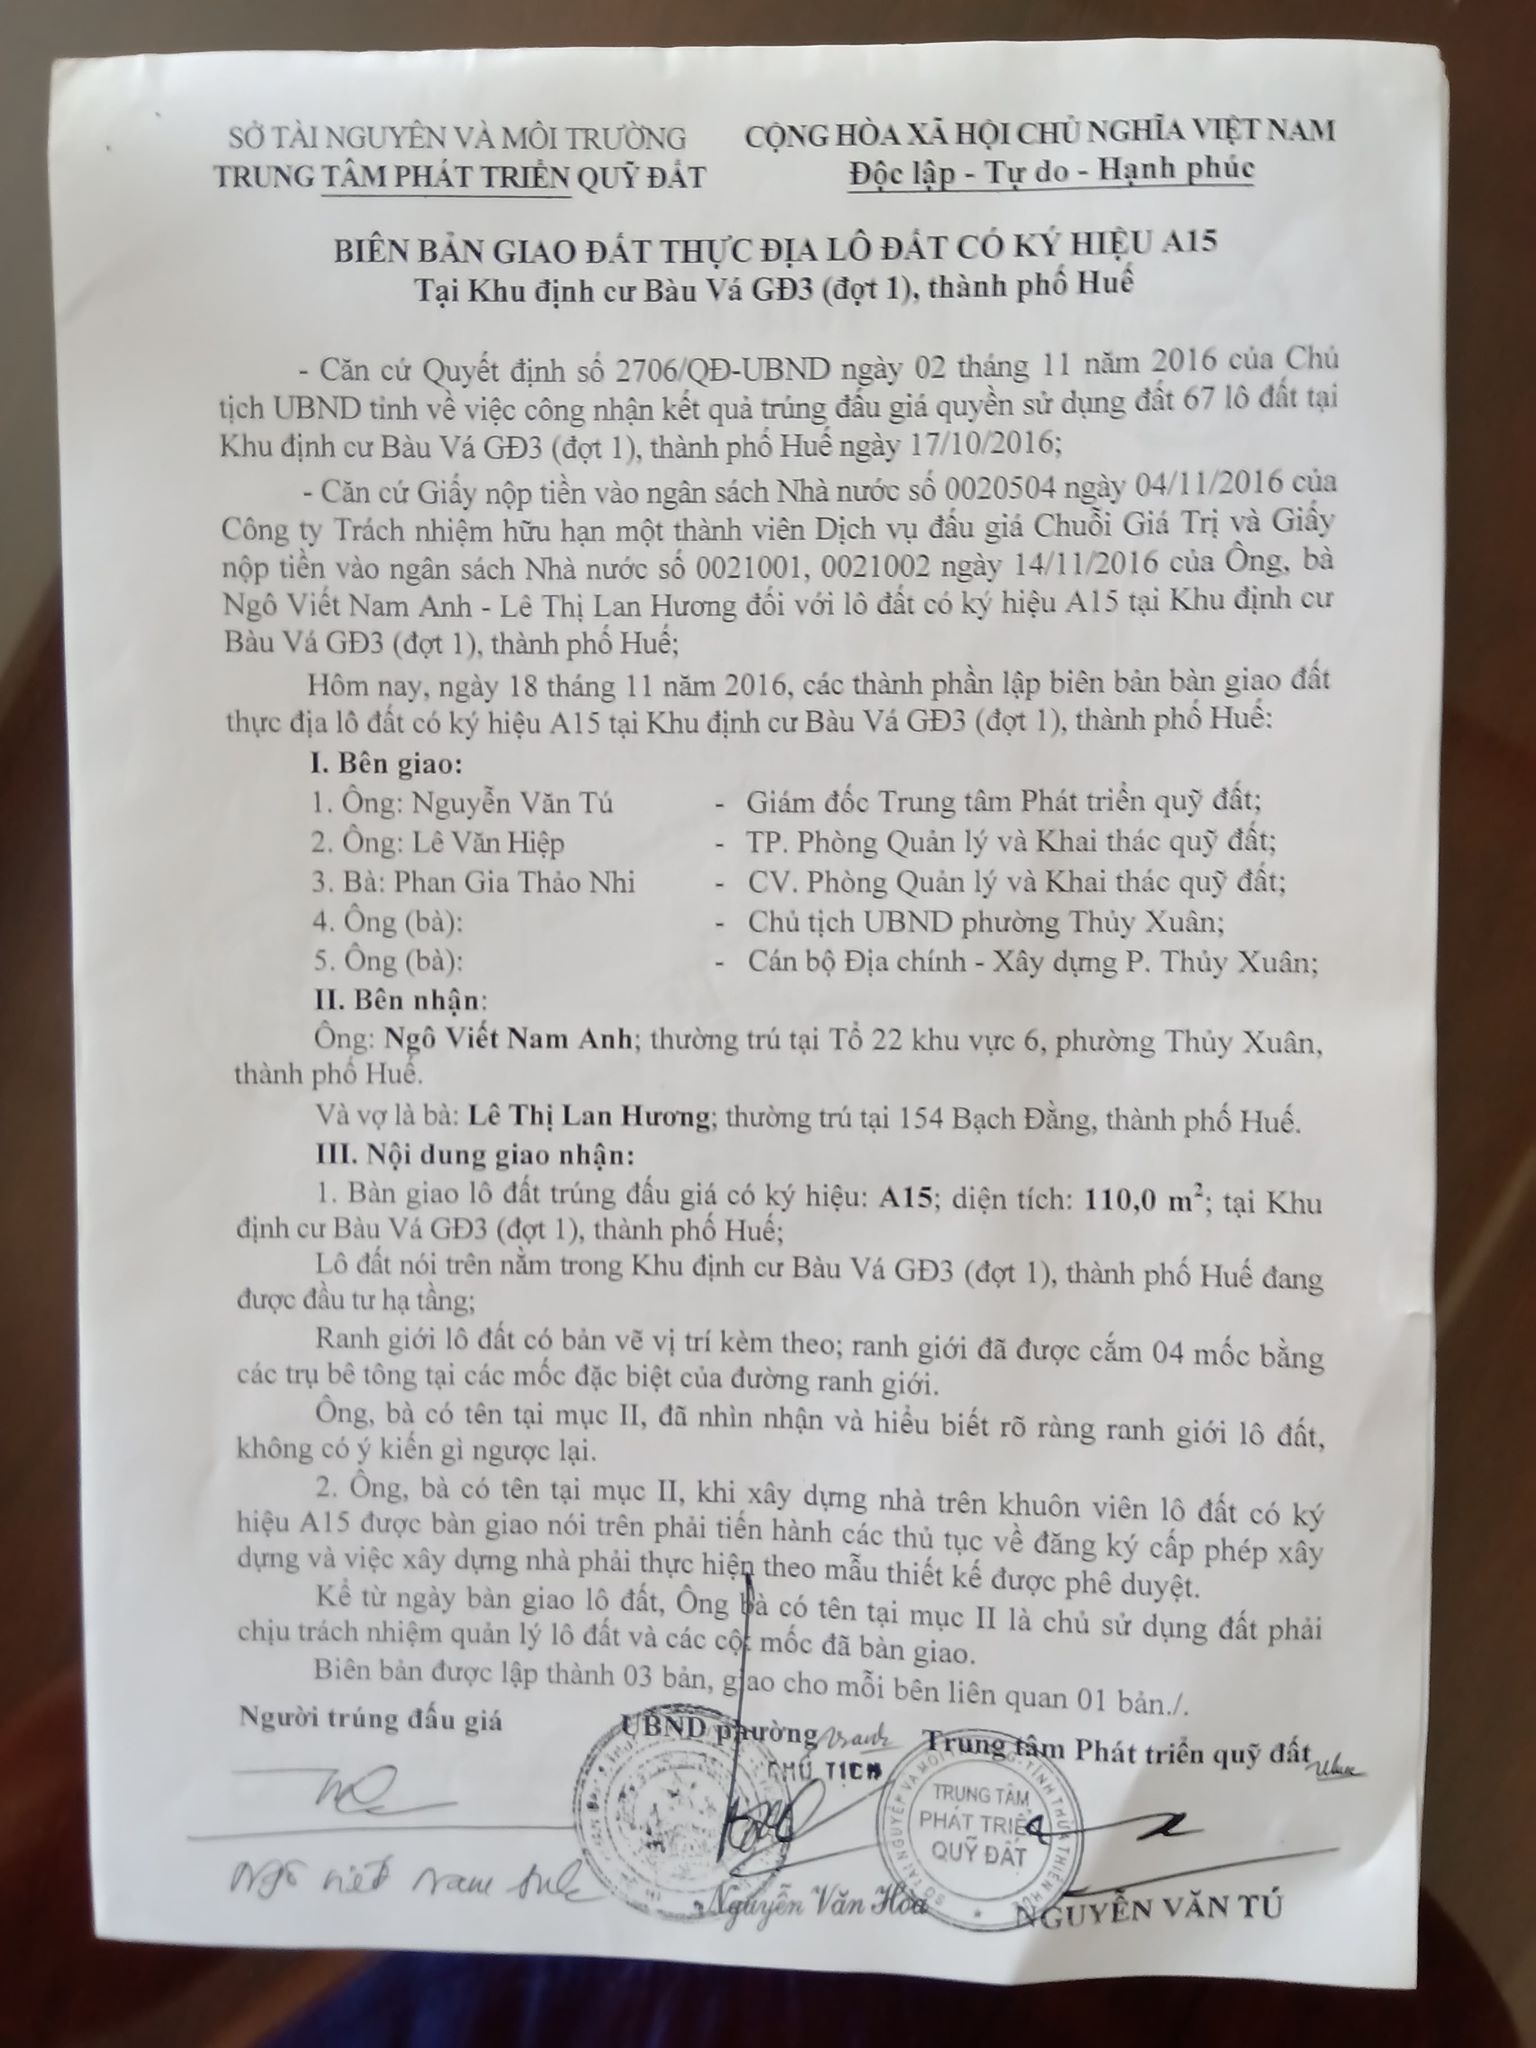 SỞ TÀI NGUYÊN VÀ MÔI TRƯỜNG
TRUNG TÂM PHÁT TRIỂN QUỸ ĐẤT
CỘNG HÒA XÃ HỘI CHỦ NGHĨA VIỆT NAM
Độc lập - Tự do - Hạnh phúc
BIÊN BẢN GIAO ĐẤT THỰC ĐỊA LÔ ĐẤT CÓ KÝ HIỆU A15
Tại Khu định cư Bàu Vá GĐ3 (đợt 1), thành phố Huế
- Căn cứ Quyết định số 2706/QĐ-UBND ngày 02 tháng 11 năm 2016 của Chủ
tịch UBND tỉnh về việc công nhận kết quả trúng đấu giá quyền sử dụng đất 67 lô đất tại
Khu định cư Bàu Vá GĐ3 (đợt 1), thành phố Huế ngày 17/10/2016;
- Căn cứ Giấy nộp tiền vào ngân sách Nhà nước số 0020504 ngày 04/11/2016 của
Công ty Trách nhiệm hữu hạn một thành viên Dịch vụ đấu giá Chuỗi Giá Trị và Giấy
nộp tiền vào ngân sách Nhà nước số 0021001, 0021002 ngày 14/11/2016 của Ông, bà
Ngô Viết Nam Anh - Lê Thị Lan Hương đối với lô đất có ký hiệu A15 tại Khu định cư
Bàu Vá GĐ3 (đợt 1), thành phố Huế;
Hôm nay, ngày 18 tháng 11 năm 2016, các thành phần lập biên bản bàn giao đất
thực địa lô đất có ký hiệu A15 tại Khu định cư Bàu Vá GĐ3 (đợt 1), thành phố Huế:
I. Bên giao:
1. Ông: Nguyễn Văn Tú - Giám đốc Trung tâm Phát triển quỹ đất;
2. Ông: Lê Văn Hiệp - TP. Phòng Quản lý và Khai thác quỹ đất;
3. Bà: Phan Gia Thảo Nhi - CV. Phòng Quản lý và Khai thác quỹ đất;
4. Ông (bà): - Chủ tịch UBND phường Thủy Xuân;
5. Ông (bà): - Cán bộ Địa chính - Xây dựng P. Thủy Xuân;
II. Bên nhận:
Ông: Ngô Viết Nam Anh; thường trú tại Tổ 22 khu vực 6, phường Thủy Xuân,
thành phố Huế.
Và vợ là bà: Lê Thị Lan Hương; thường trú tại 154 Bạch Đằng, thành phố Huế.
III. Nội dung giao nhận:
1. Bàn giao lô đất trúng đấu giá có ký hiệu: A15; diện tích: 110,0 m²; tại Khu
định cư Bàu Vá GĐ3 (đợt 1), thành phố Huế;
Lô đất nói trên nằm trong Khu định cư Bàu Vá GĐ3 (đợt 1), thành phố Huế đang
được đầu tư hạ tầng;
Ranh giới lô đất có bản vẽ vị trí kèm theo; ranh giới đã được cắm 04 mốc bằng
các trụ bê tông tại các mốc đặc biệt của đường ranh giới.
Ông, bà có tên tại mục II, đã nhìn nhận và hiểu biết rõ ràng ranh giới lô đất,
không có ý kiến gì ngược lại.
2. Ông, bà có tên tại mục II, khi xây dựng nhà trên khuôn viên lô đất có ký
hiệu A15 được bàn giao nói trên phải tiến hành các thủ tục về đăng ký cấp phép xây
dựng và việc xây dựng nhà phải thực hiện theo mẫu thiết kế được phê duyệt.
Kể từ ngày bàn giao lô đất, Ông bà có tên tại mục II là chủ sử dụng đất phải
chịu trách nhiệm quản lý lô đất và các cột mốc đã bàn giao.
Biên bản được lập thành 03 bản, giao cho mỗi bên liên quan 01 bản./.
Người trúng đấu giá
UBND phường
Trung tâm Phát triển quỹ đất
CHỦ TỊCH
TRUNG TÂM
PHÁT TRIỂN
QUỸ ĐẤT
SỞ TÀI NGUYÊN VÀ MÔI TRƯỜNG TỈNH THỪA THIÊN HUẾ
Ngô Viết Nam Anh
Nguyễn Văn Hòa
NGUYỄN VĂN TÚ